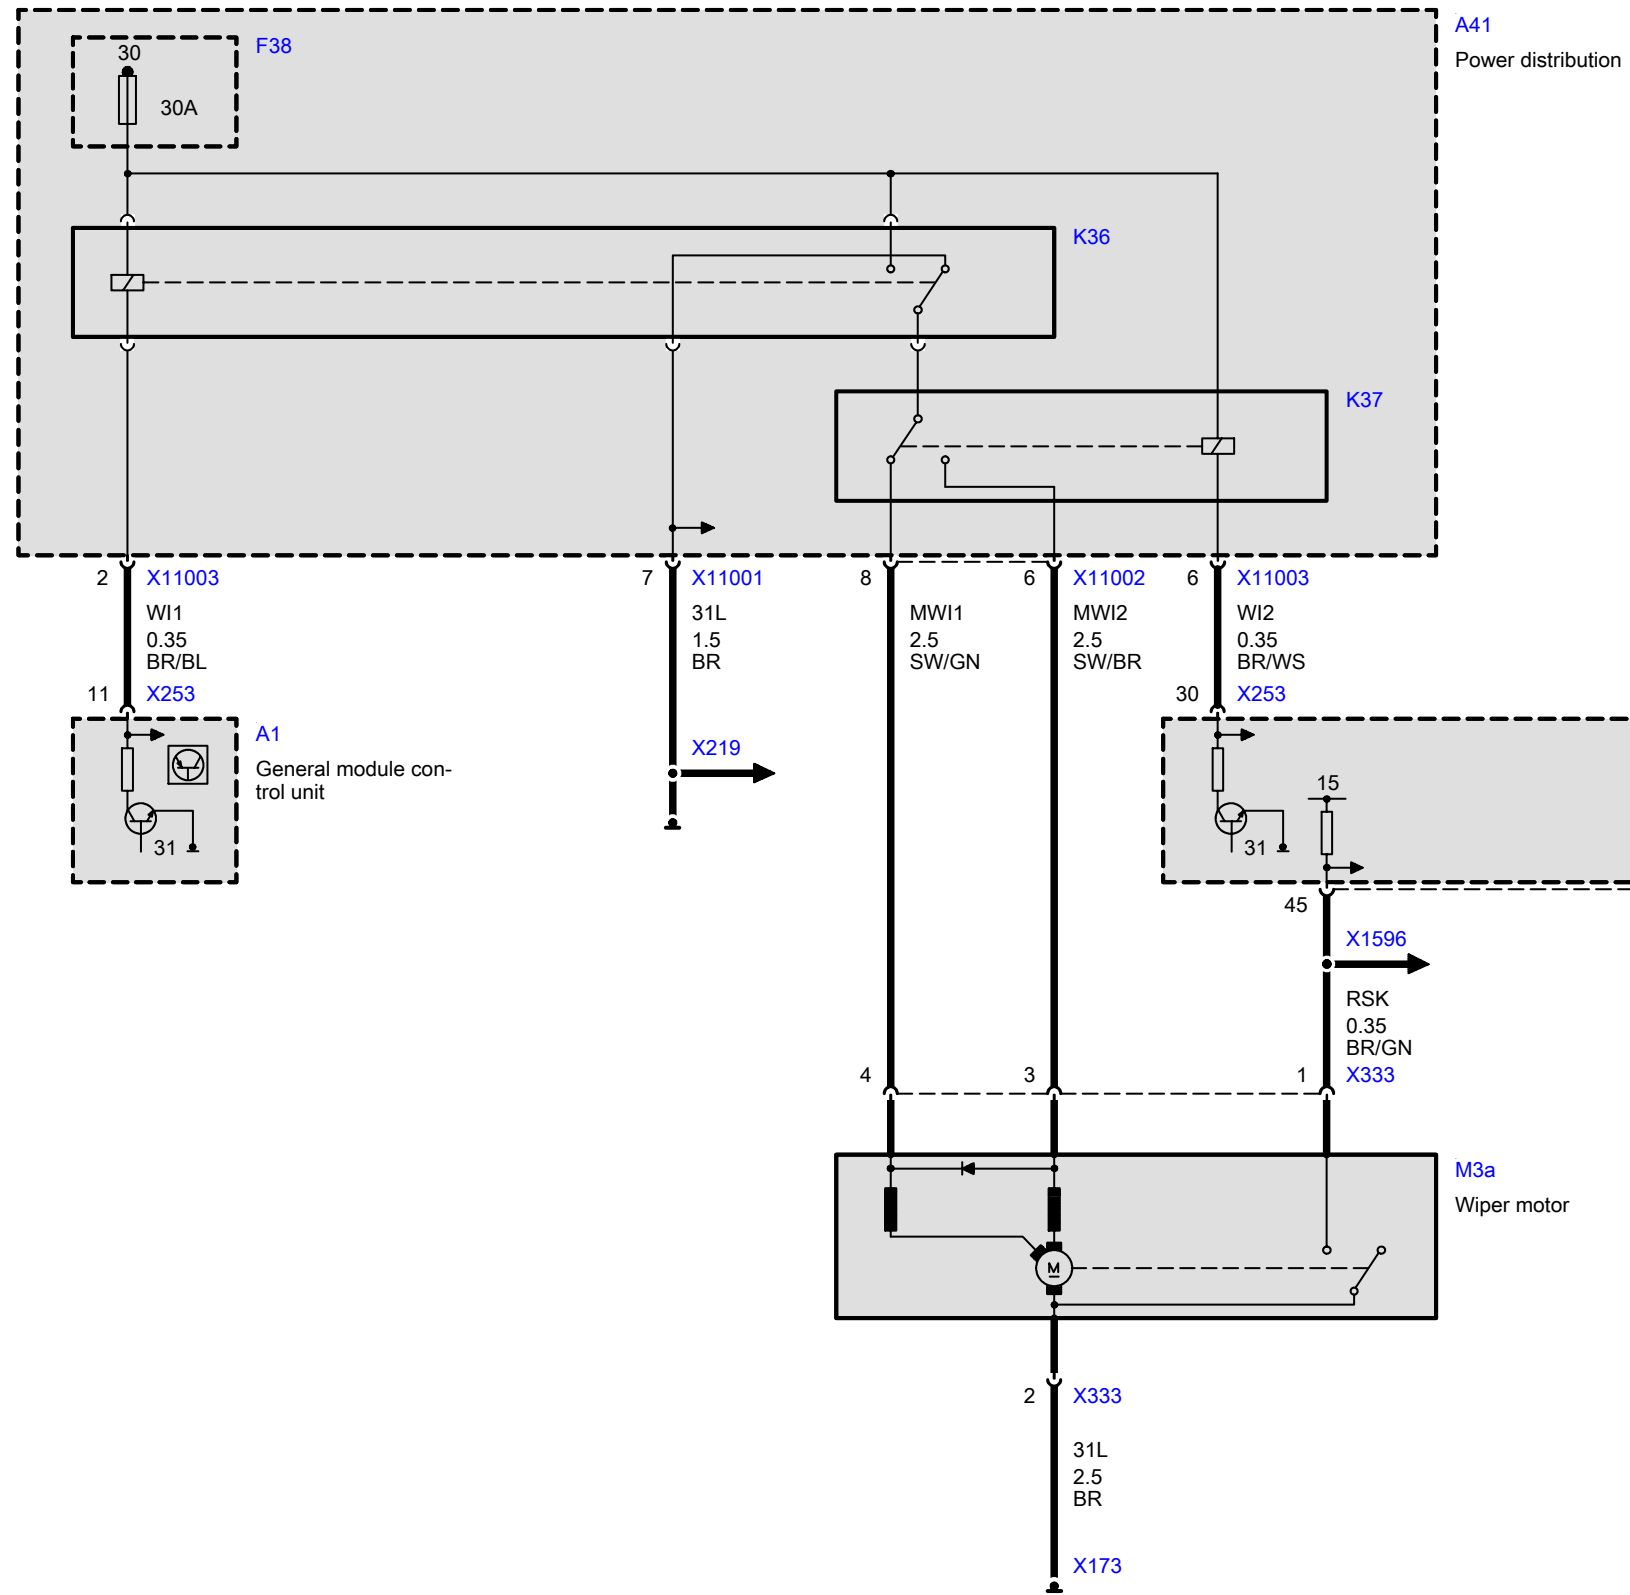 A41
Power distribution
F38
30
30A
K36
K37
2 X11003
WI1
0.35
BR/BL
11 X253
7 X11001
31L
1.5
BR
X219
8
MWI1
2.5
SW/GN
6 X11002
MWI2
2.5
SW/BR
6 X11003
WI2
0.35
BR/WS
30 X253
A1
General module con-
trol unit
31
15
31
45
X1596
RSK
0.35
BR/GN
4
3
1 X333
M3a
Wiper motor
M
2 X333
31L
2.5
BR
X173